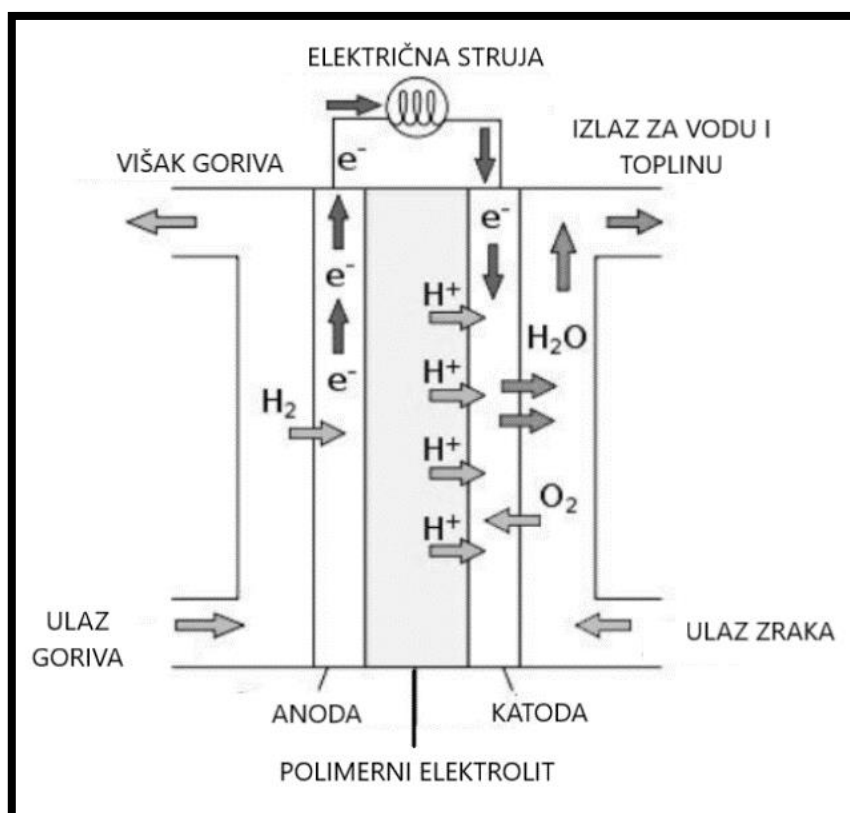 ELEKTRIČNA STRUJA
IZLAZ ZA VODU I
TOPLINU
VIŠAK GORIVA
e⁻
e⁻
e⁻
e⁻
H⁺
H₂O
H⁺
H₂
H⁺
O₂
H⁺
ULAZ
GORIVA
ULAZ ZRAKA
ANODA
KATODA
POLIMERNI ELEKTROLIT